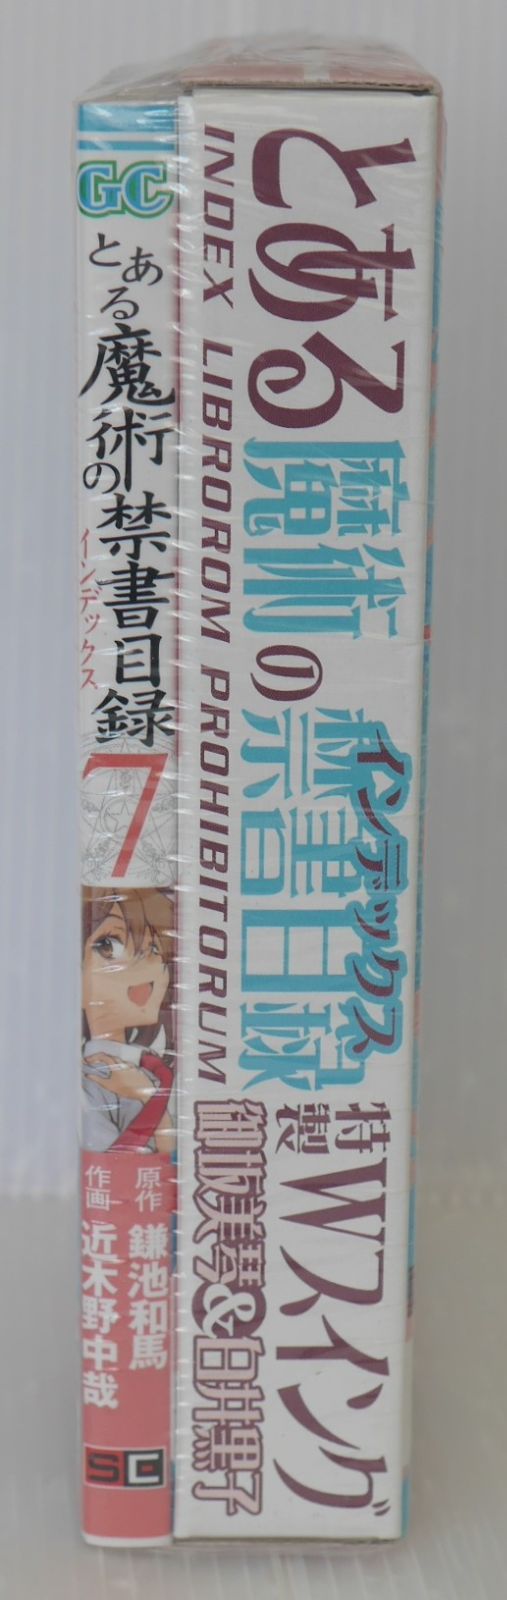 GC
とある魔術の禁書目録
インデックス
7
原作 鎌池和馬
作画 近木野中哉
とある魔術の禁書目録
インデックス
INDEX LIBROROM PROHIBITORUM
特製
Wスイング
御坂美琴&白井黒子